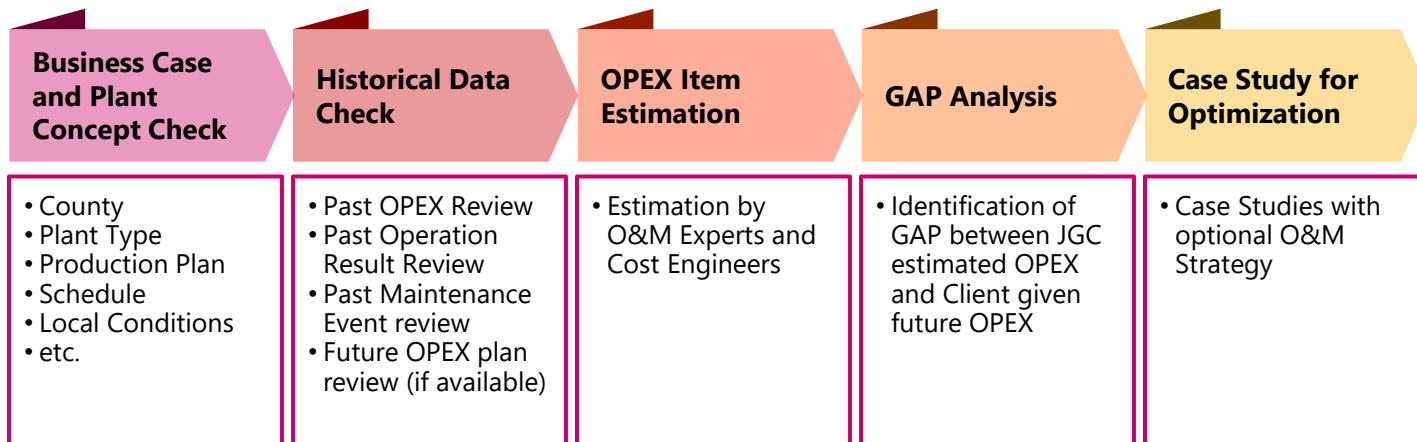 Business Case
and Plant
Concept Check
Historical Data
Check
OPEX Item
Estimation
GAP Analysis
Case Study for
Optimization
• County
• Plant Type
• Production Plan
• Schedule
• Local Conditions
• etc.
• Past OPEX Review
• Past Operation
Result Review
• Past Maintenance
Event review
• Future OPEX plan
review (if available)
• Estimation by
O&M Experts and
Cost Engineers
• Identification of
GAP between JGC
estimated OPEX
and Client given
future OPEX
• Case Studies with
optional O&M
Strategy